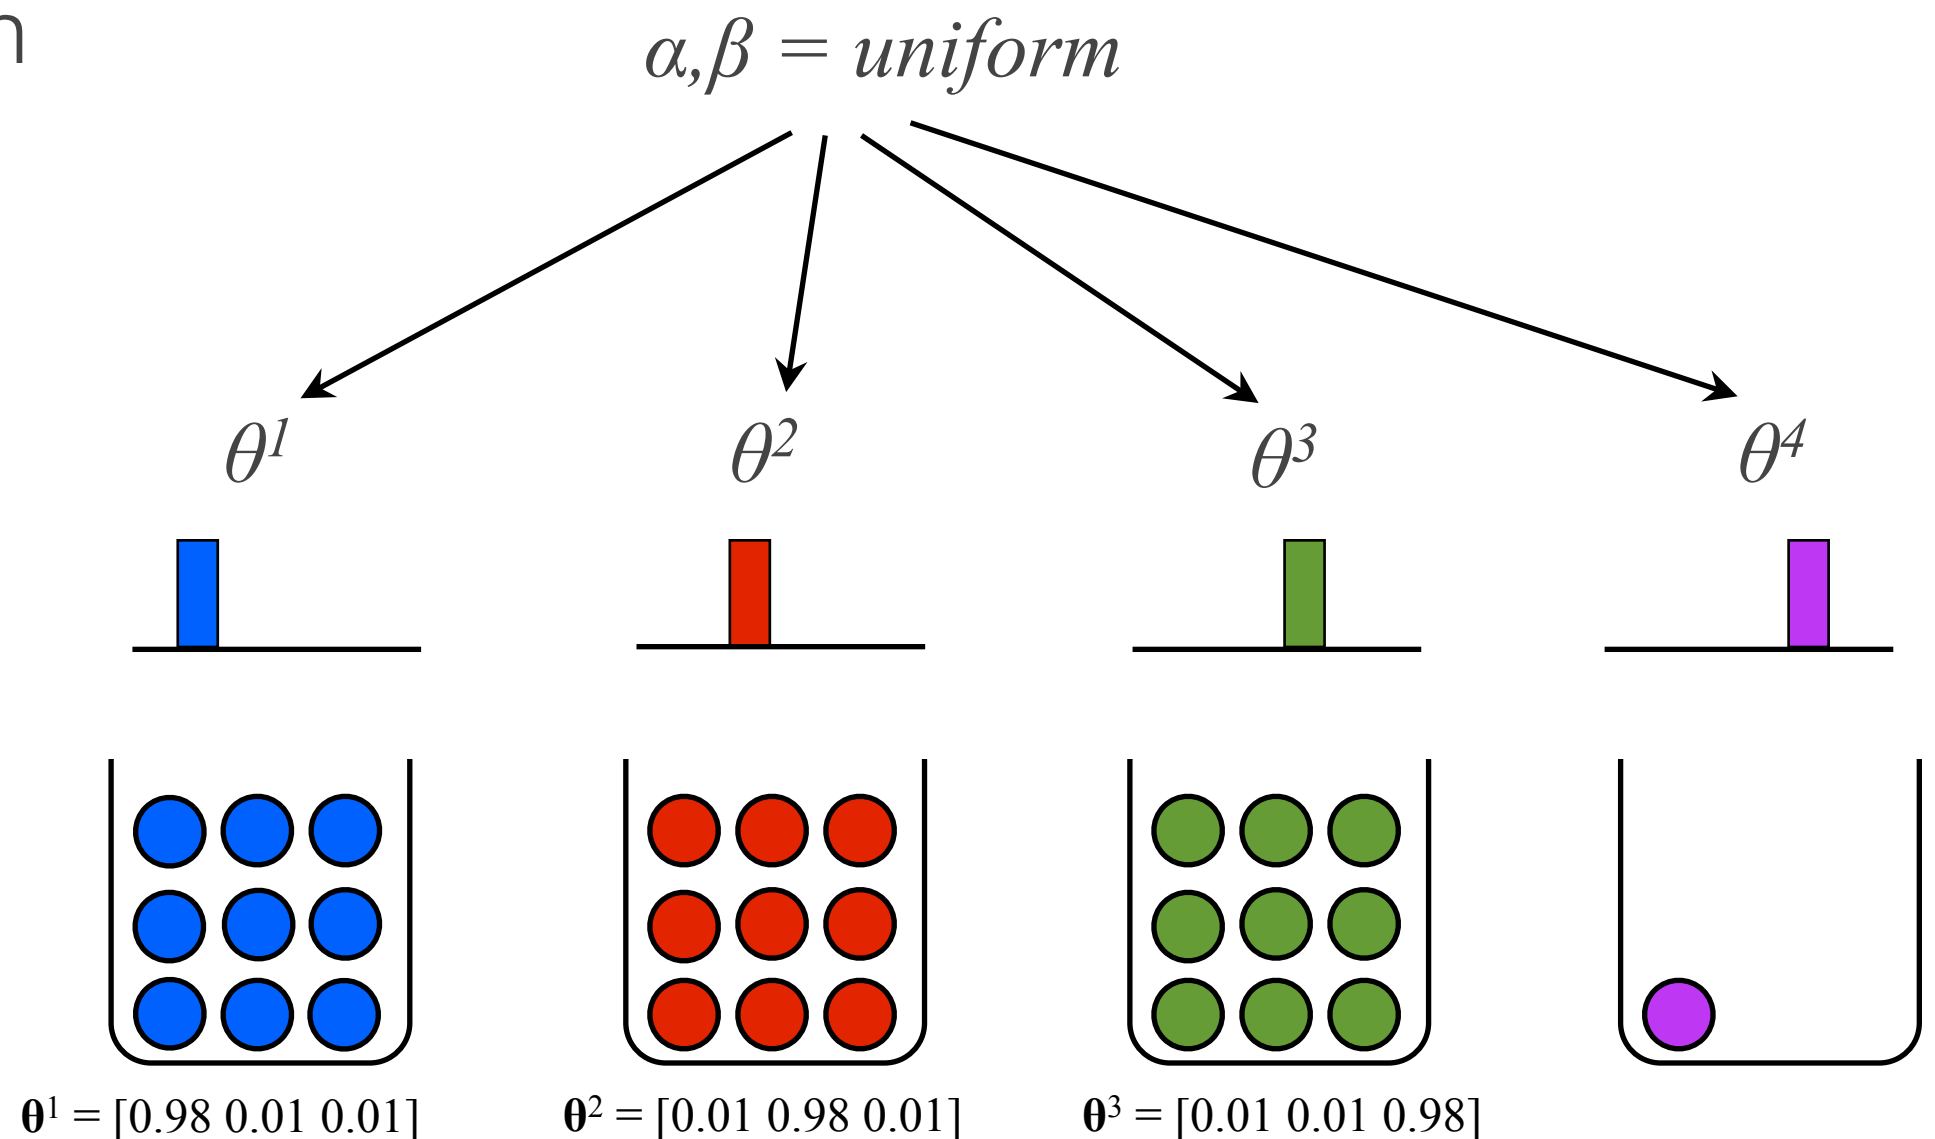 n
α,β = uniform
θ¹ θ² θ³ θ⁴
θ¹ = [0.98 0.01 0.01] θ² = [0.01 0.98 0.01] θ³ = [0.01 0.01 0.98]